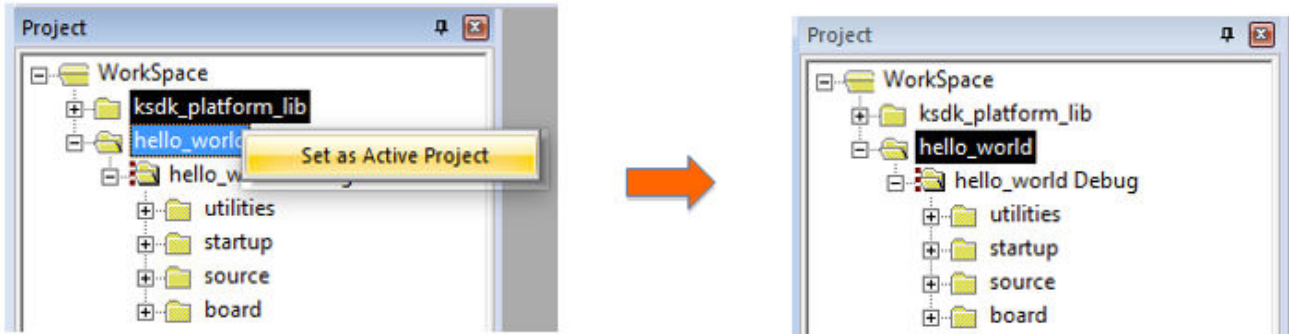 Project
WorkSpace
ksdk_platform_lib
hello_world
Set as Active Project
hello_w
utilities
startup
source
board
Project
WorkSpace
ksdk_platform_lib
hello_world
hello_world Debug
utilities
startup
source
board